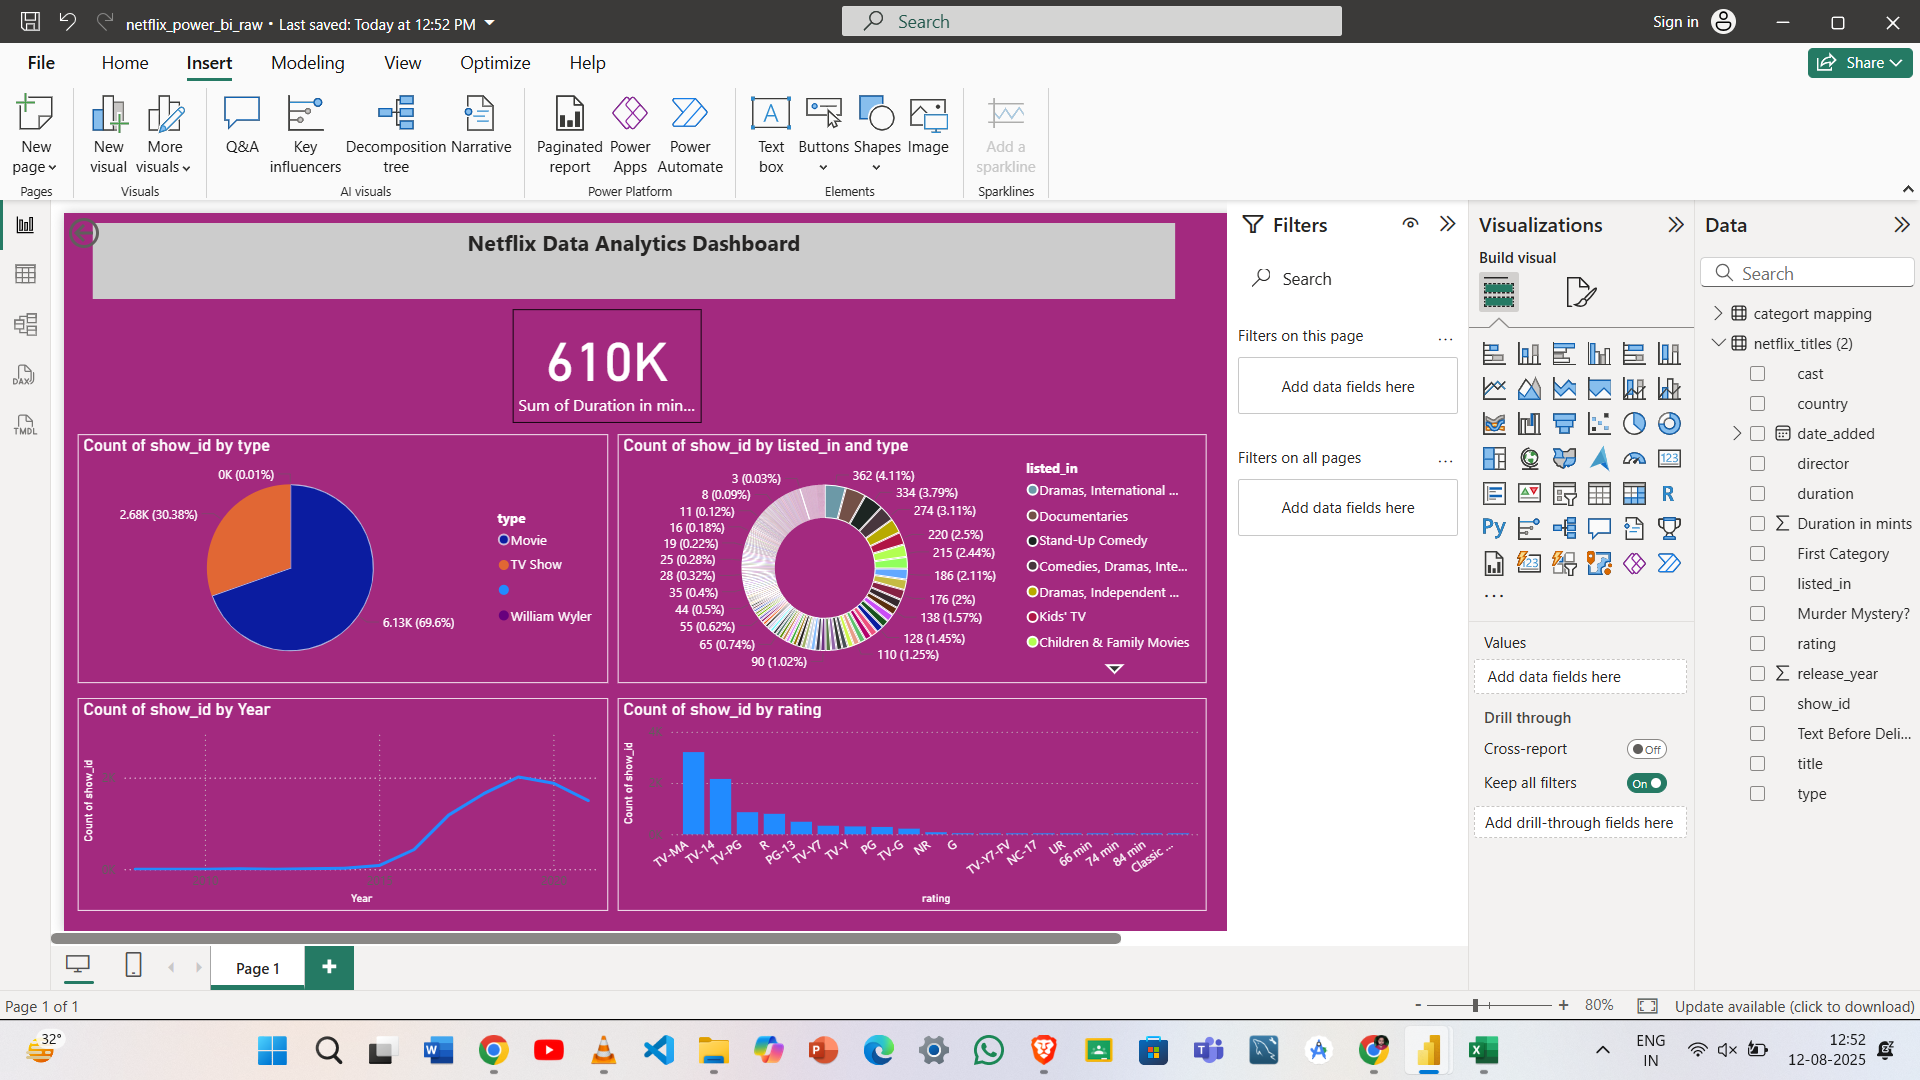 netflix_power_bi_raw • Last saved: Today at 12:52 PM
Search
Sign in
File Home Insert Modeling View Optimize Help
Share
New page
New visual
More visuals
Q&A
Key influencers
Decomposition tree
Narrative
Paginated report
Power Apps
Power Automate
Text box
Buttons
Shapes
Image
Add a sparkline
Pages
Visuals
AI visuals
Power Platform
Elements
Sparklines
DAX
TMDL
Netflix Data Analytics Dashboard
610K
Sum of Duration in min...
Count of show_id by type
0K (0.01%)
2.68K (30.38%)
6.13K (69.6%)
type
Movie
TV Show
William Wyler
Count of show_id by listed_in and type
3 (0.03%)
8 (0.09%)
11 (0.12%)
16 (0.18%)
19 (0.22%)
25 (0.28%)
28 (0.32%)
35 (0.4%)
44 (0.5%)
55 (0.62%)
65 (0.74%)
90 (1.02%)
362 (4.11%)
334 (3.79%)
274 (3.11%)
220 (2.5%)
215 (2.44%)
186 (2.11%)
176 (2%)
138 (1.57%)
128 (1.45%)
110 (1.25%)
listed_in
Dramas, International ...
Documentaries
Stand-Up Comedy
Comedies, Dramas, Inte...
Dramas, Independent ...
Kids' TV
Children & Family Movies
Count of show_id by Year
Count of show_id
2010 2015 2020
Year
Count of show_id by rating
Count of show_id
TV-MA
TV-14
TV-PG
R
PG-13
TV-Y7
TV-Y
PG
TV-G
NR
G
TV-Y7-FV
NC-17
UR
66 min
74 min
84 min
Classic ...
rating
Filters
Search
Filters on this page
...
Add data fields here
Filters on all pages
...
Add data fields here
Visualizations
Build visual
123
R
Py
123
...
Values
Add data fields here
Drill through
Cross-report
Off
Keep all filters
On
Add drill-through fields here
Data
Search
categort mapping
netflix_titles (2)
cast
country
date_added
director
duration
Duration in mints
First Category
listed_in
Murder Mystery?
rating
release_year
show_id
Text Before Deli...
title
type
Page 1
Page 1 of 1
- + 80%
Update available (click to download)
32°
ENG
IN
12:52
12-08-2025